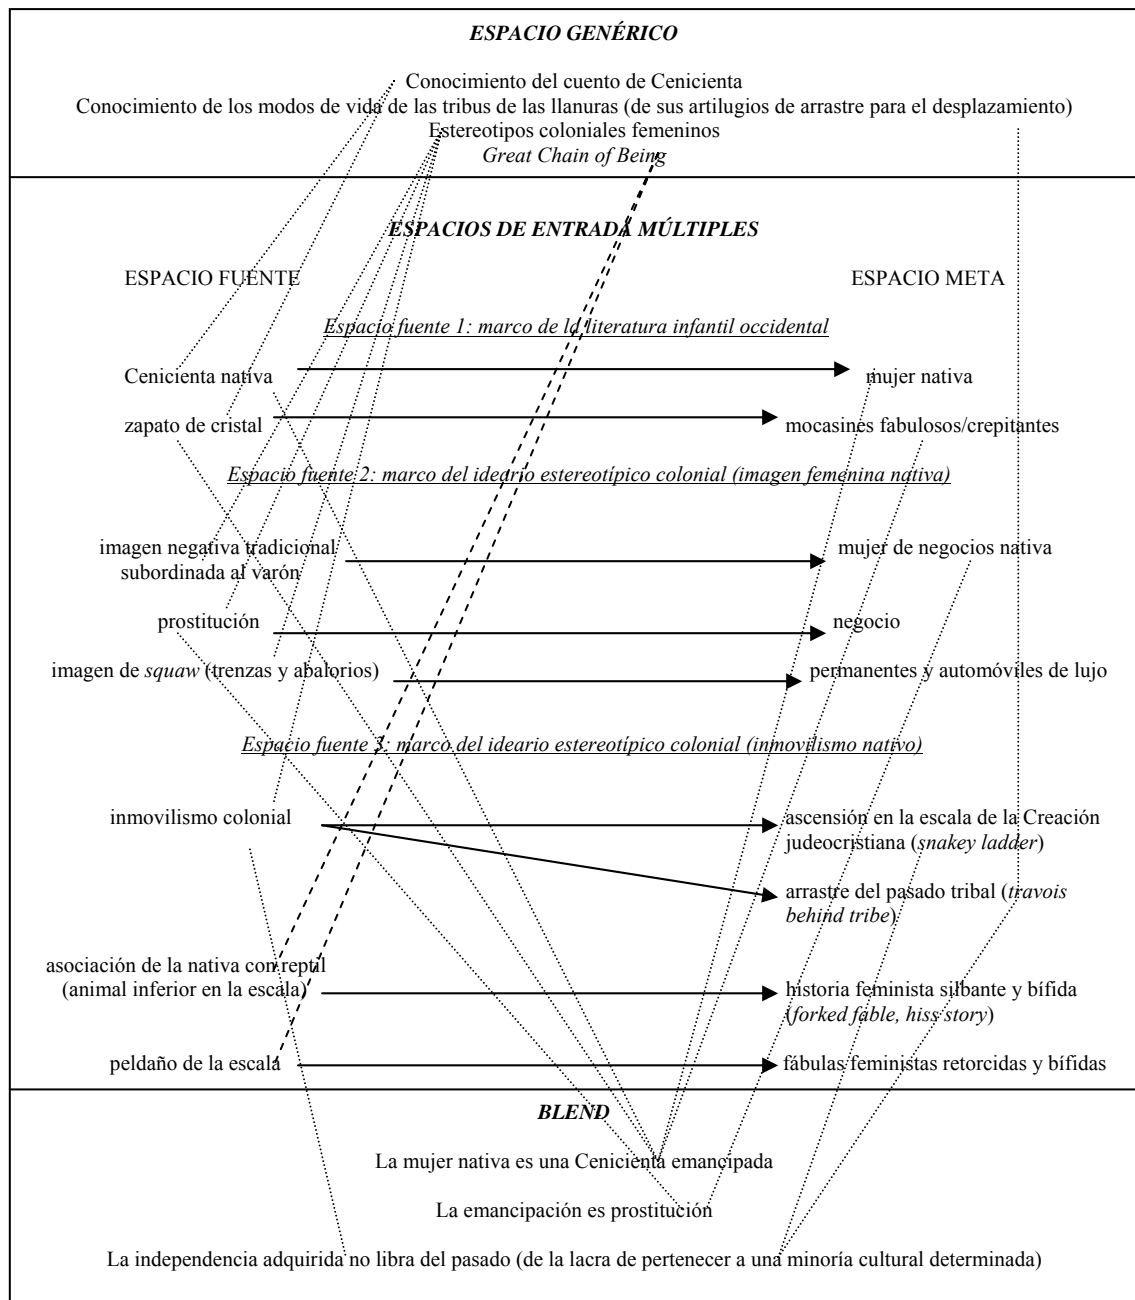 ESPACIO GENÉRICO
Conocimiento del cuento de Cenicienta
Conocimiento de los modos de vida de las tribus de las llanuras (de sus artilugios de arrastre para el desplazamiento)
Estereotipos coloniales femeninos
Great Chain of Being
ESPACIOS DE ENTRADA MÚLTIPLES
ESPACIO FUENTE ESPACIO META
Espacio fuente 1: marco de la literatura infantil occidental
Cenicienta nativa mujer nativa
zapato de cristal mocasines fabulosos/crepitantes
Espacio fuente 2: marco del ideario estereotípico colonial (imagen femenina nativa)
imagen negativa tradicional mujer de negocios nativa
subordinada al varón
prostitución negocio
imagen de squaw (trenzas y abalorios) permanentes y automóviles de lujo
Espacio fuente 3: marco del ideario estereotípico colonial (inmovilismo nativo)
inmovilismo colonial ascensión en la escala de la Creación
judeocristiana (snakey ladder)
arrastre del pasado tribal (travois
behind tribe)
asociación de la nativa con reptil
(animal inferior en la escala) historia feminista silbante y bífida
(forked fable, hiss story)
peldaño de la escala fábulas feministas retorcidas y bífidas
BLEND
La mujer nativa es una Cenicienta emancipada
La emancipación es prostitución
La independencia adquirida no libra del pasado (de la lacra de pertenecer a una minoría cultural determinada)